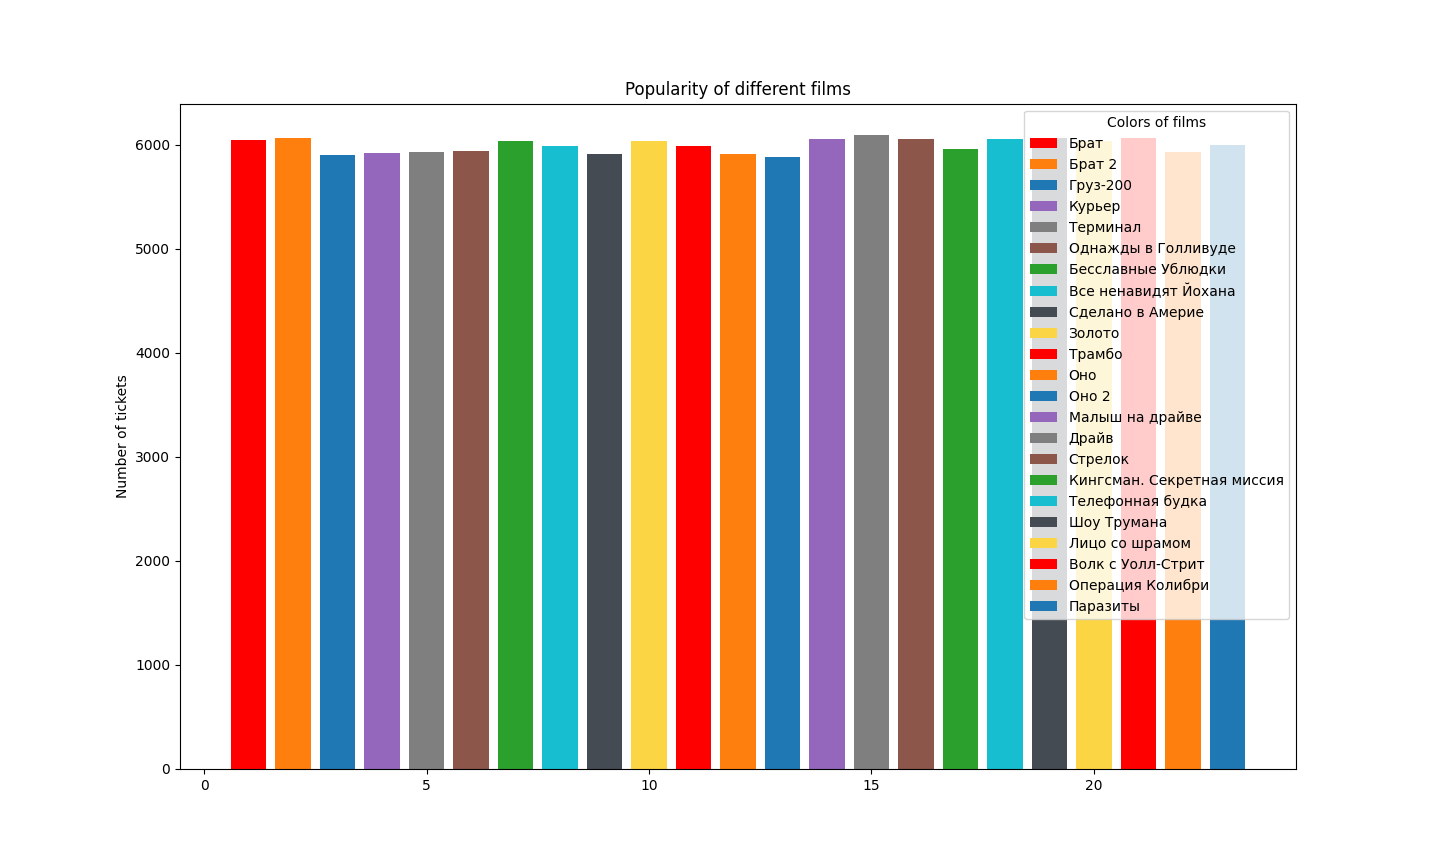 Popularity of different films
Number of tickets
6000
5000
4000
3000
2000
1000
0
0
5
10
15
20
Colors of films
Брат
Брат 2
Груз-200
Курьер
Терминал
Однажды в Голливуде
Бесславные Ублюдки
Все ненавидят Йохана
Сделано в Америе
Золото
Трамбо
Оно
Оно 2
Малыш на драйве
Драйв
Стрелок
Кингсман. Секретная миссия
Телефонная будка
Шоу Трумана
Лицо со шрамом
Волк с Уолл-Стрит
Операция Колибри
Паразиты